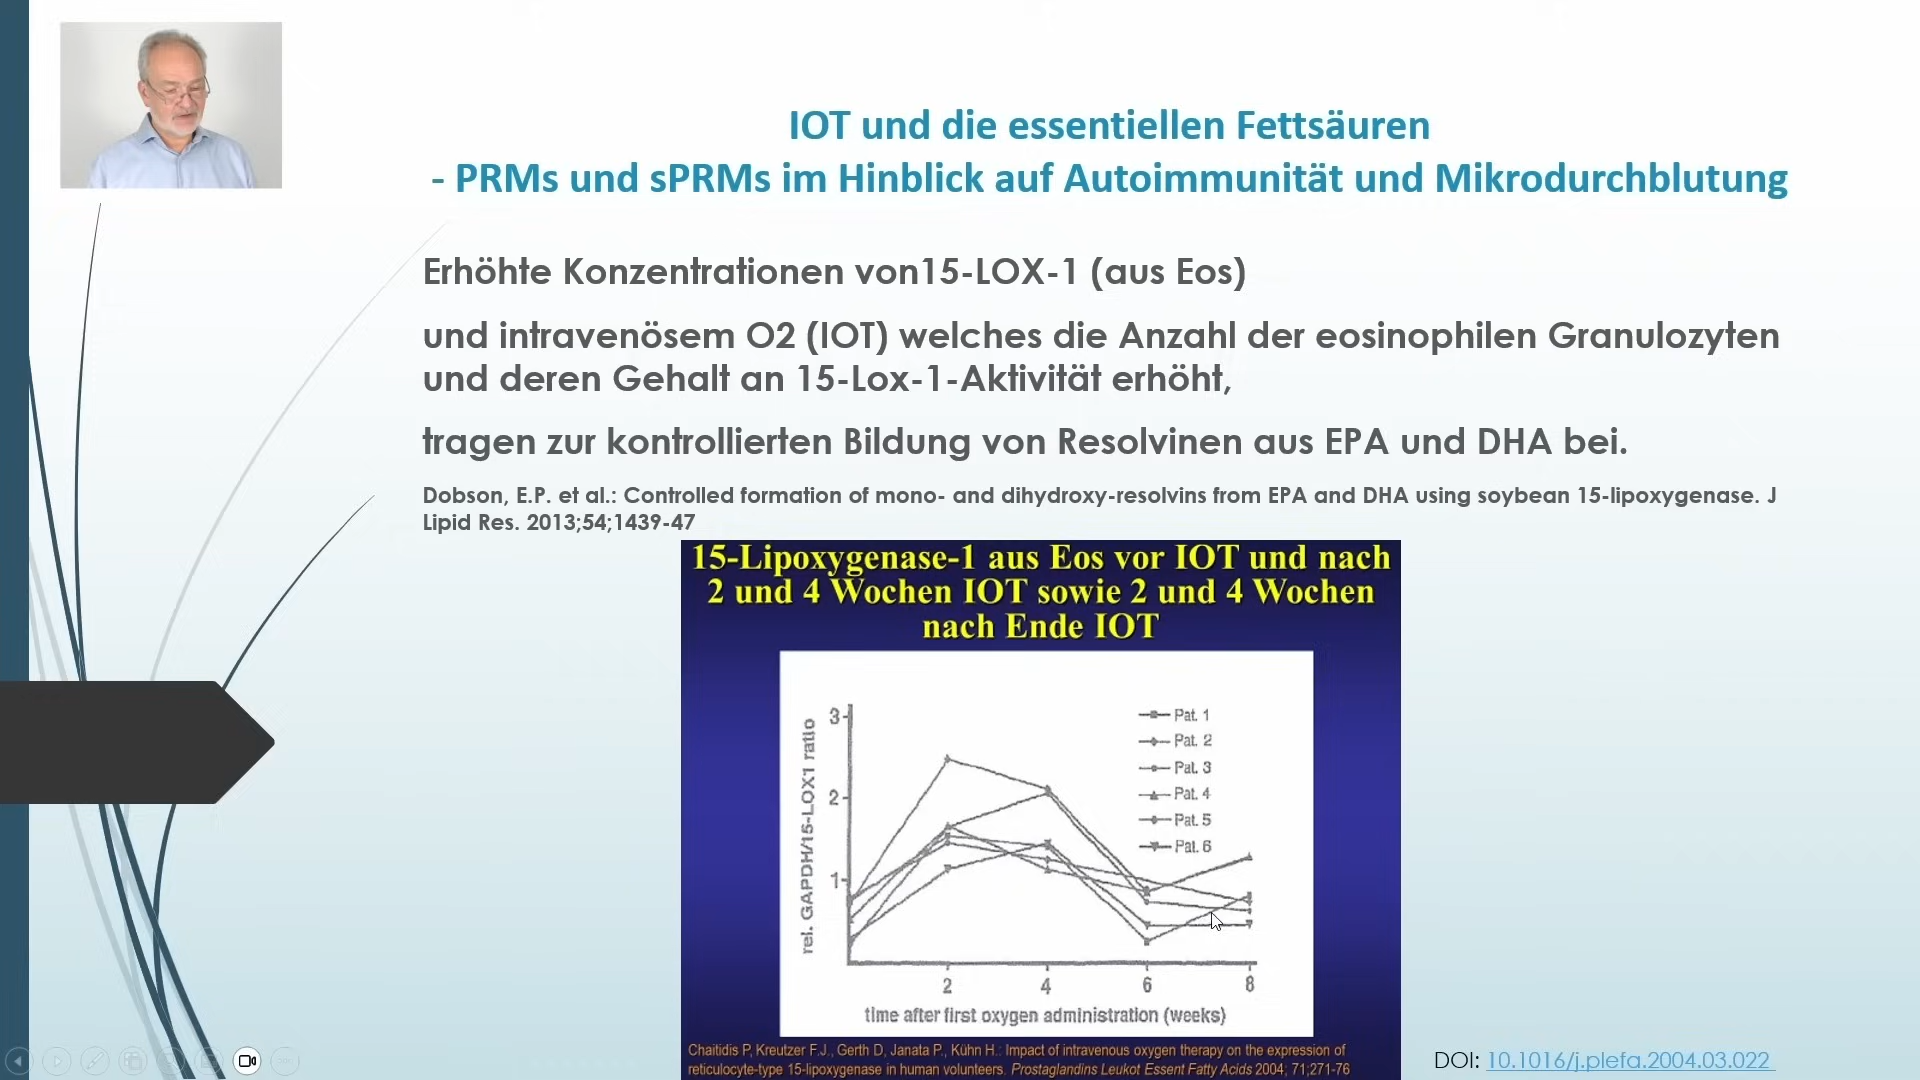 IOT und die essentiellen Fettsäuren
- PRMs und sPRMs im Hinblick auf Autoimmunität und Mikrodurchblutung
Erhöhte Konzentrationen von15-LOX-1 (aus Eos)
und intravenösem O2 (IOT) welches die Anzahl der eosinophilen Granulozyten
und deren Gehalt an 15-Lox-1-Aktivität erhöht,
tragen zur kontrollierten Bildung von Resolvinen aus EPA und DHA bei.
Dobson, E.P. et al.: Controlled formation of mono- and dihydroxy-resolvins from EPA and DHA using soybean 15-lipoxygenase. J
Lipid Res. 2013;54;1439-47
15-Lipoxygenase-1 aus Eos vor IOT und nach
2 und 4 Wochen IOT sowie 2 und 4 Wochen
nach Ende IOT
rel. GAPDH/15-LOX1 ratio
3
2
1
Pat. 1
Pat. 2
Pat. 3
Pat. 4
Pat. 5
Pat. 6
2 4 6 8
time after first oxygen administration (weeks)
Chaitidis P, Kreutzer F.J., Gerth D, Janata P., Kühn H.: Impact of intravenous oxygen therapy on the expression of
reticulocyte-type 15-lipoxygenase in human volunteers. Prostaglandins Leukot Essent Fatty Acids 2004; 71;271-76
DOI: 10.1016/j.plefa.2004.03.022